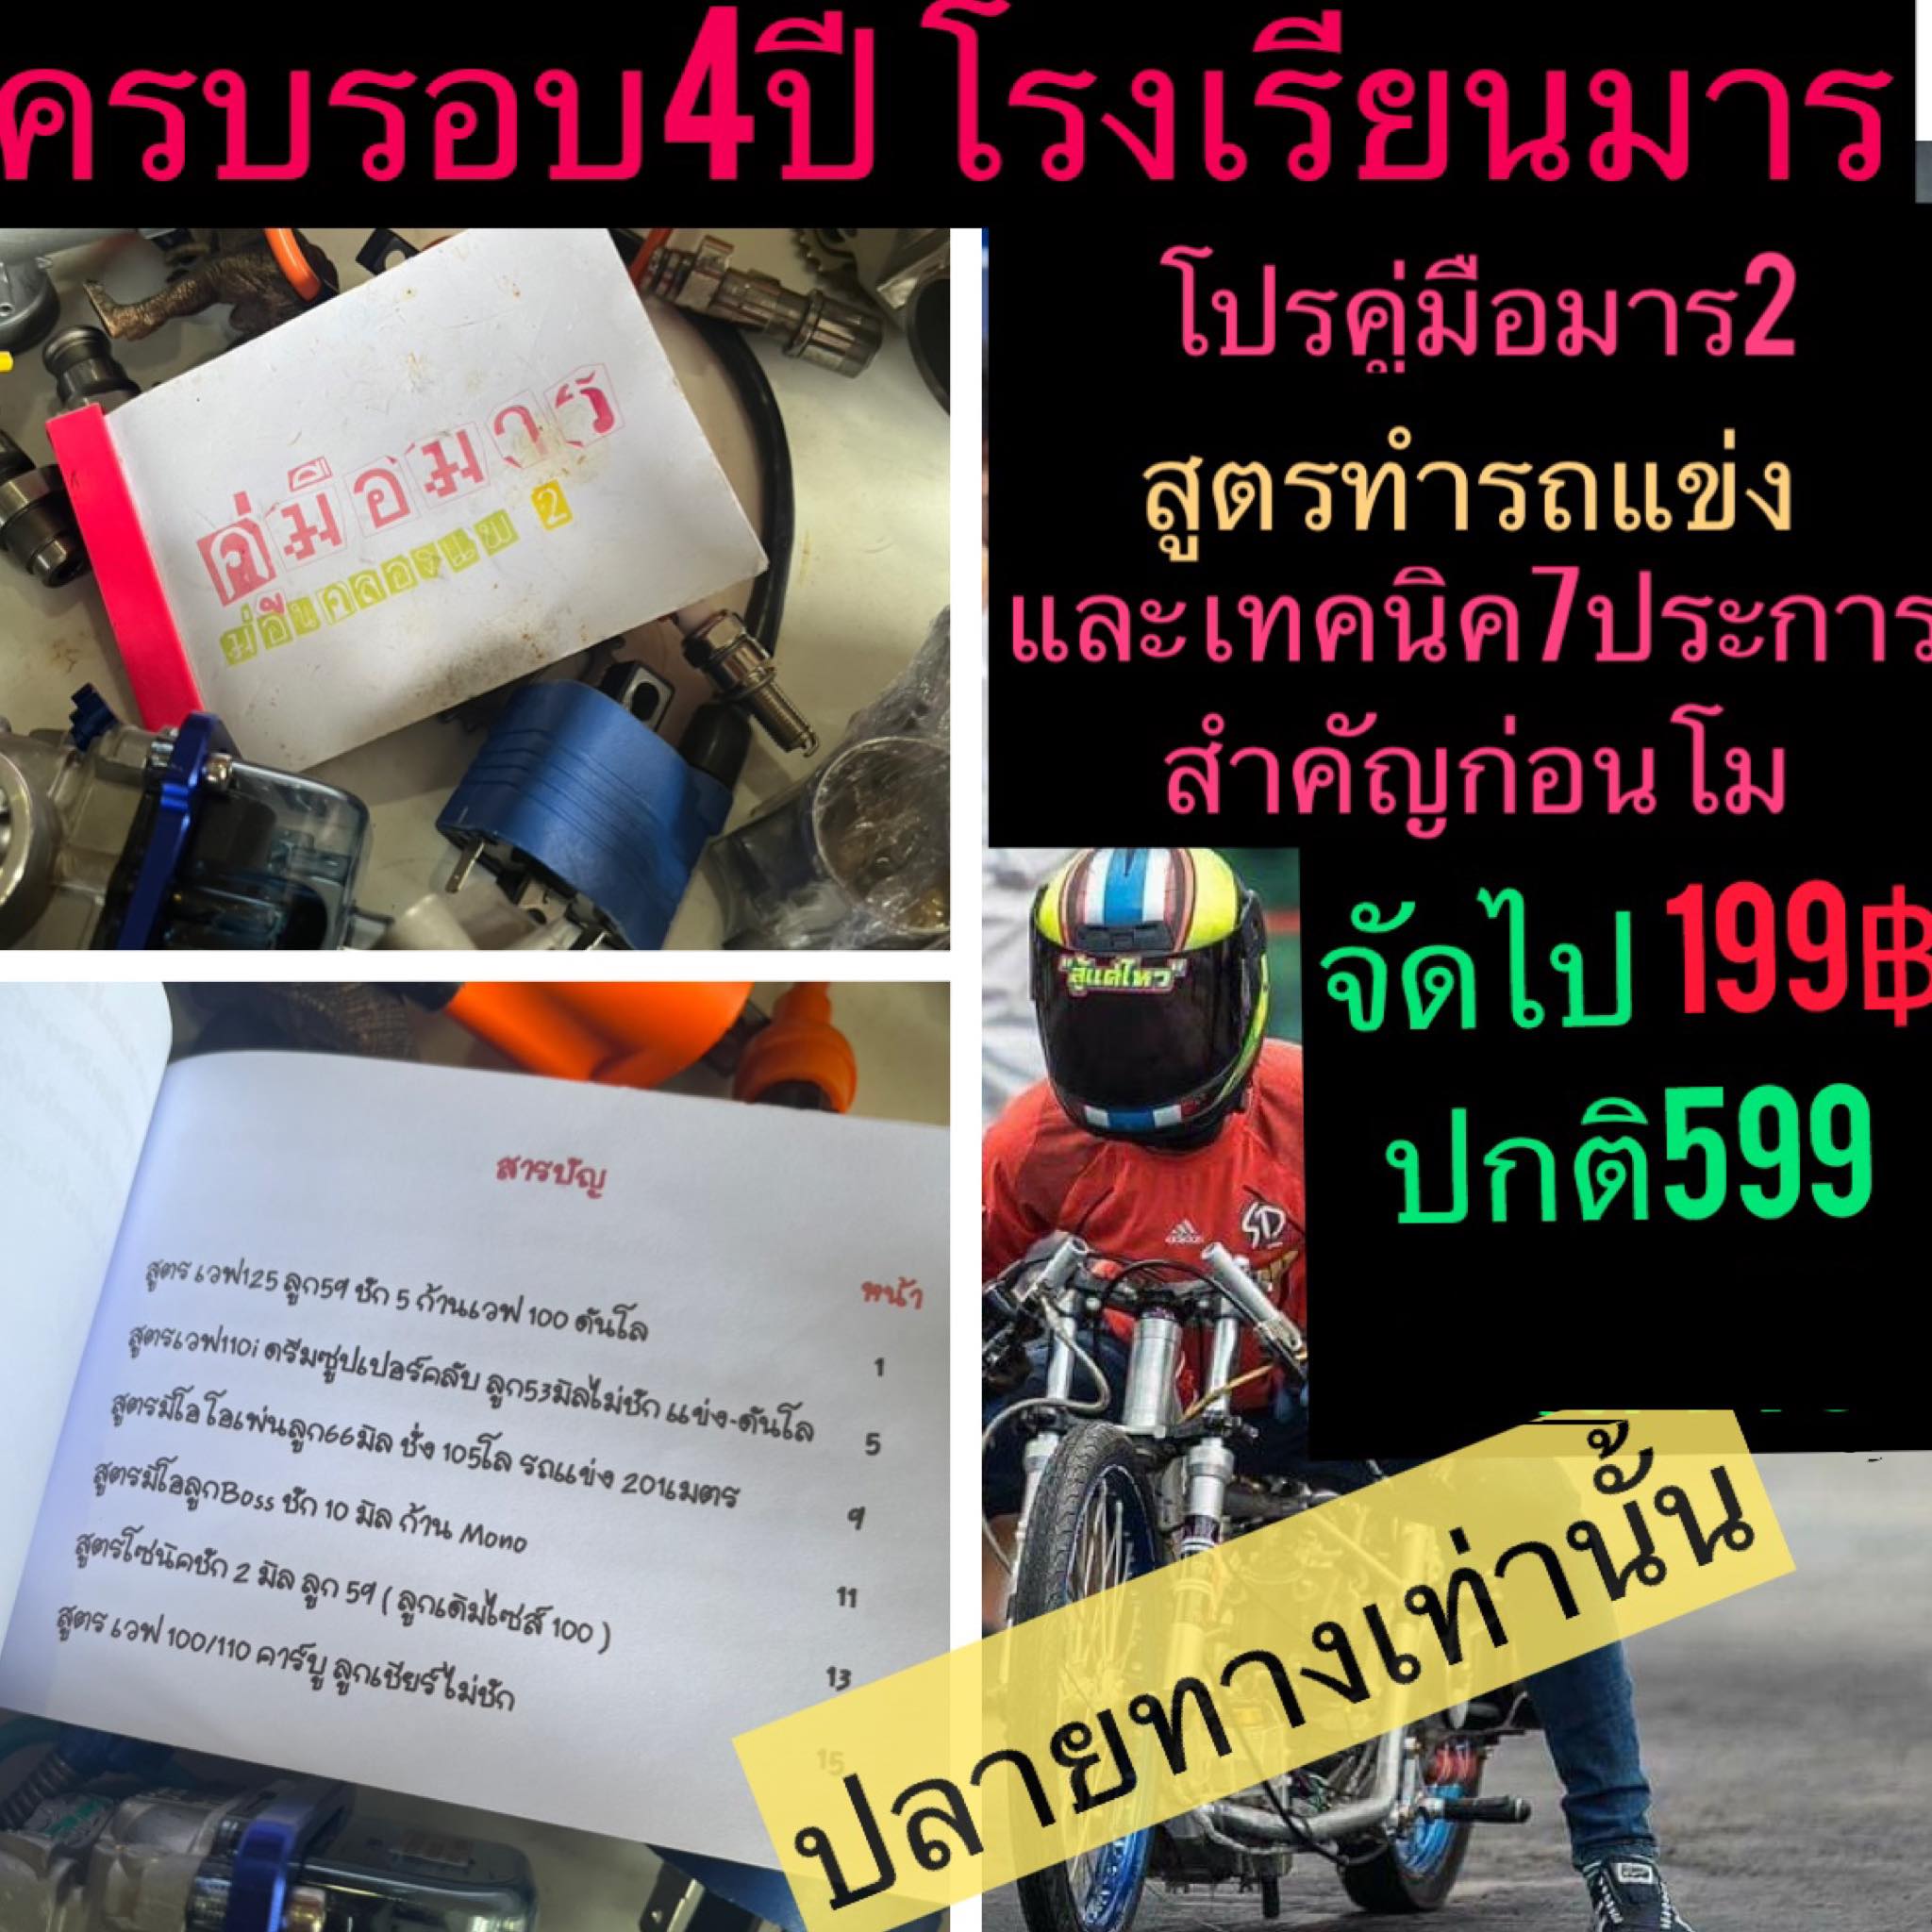 ครบรอบ4ปี โรงเรียนมาร
คู่มือมาร
ม่อนคลอรแพ 2
โปรคู่มือมาร2
สูตรทำรถแข่ง
และเทคนิค7ประการ
สำคัญก่อนโม
จัดไป 199฿
ปกติ599
"สู้แค่ไหว"
adidas
SD
สารบัญ
หน้า
สูตร เวฟ125 ลูก59 ชัก 5 ก้านเวฟ 100 ดันโล 1
สูตรเวฟ110i ดรีมซูปเปอร์คลับ ลูก53มิลไม่ชัก แข่ง-ดันโล 5
สูตรมีโอโอเพ่นลูก66มิล ชั่ง 105โล รถแข่ง 201เมตร 9
สูตรมีโอลูกBoss ชัก 10 มิล ก้าน Mono 11
สูตรโซนิคชัก 2 มิล ลูก 59 ( ลูกเดิมไซส์ 100 ) 13
สูตร เวฟ 100/110 คาร์บู ลูกเชียร์ไม่ชัก 15
ปลายทางเท่านั้น